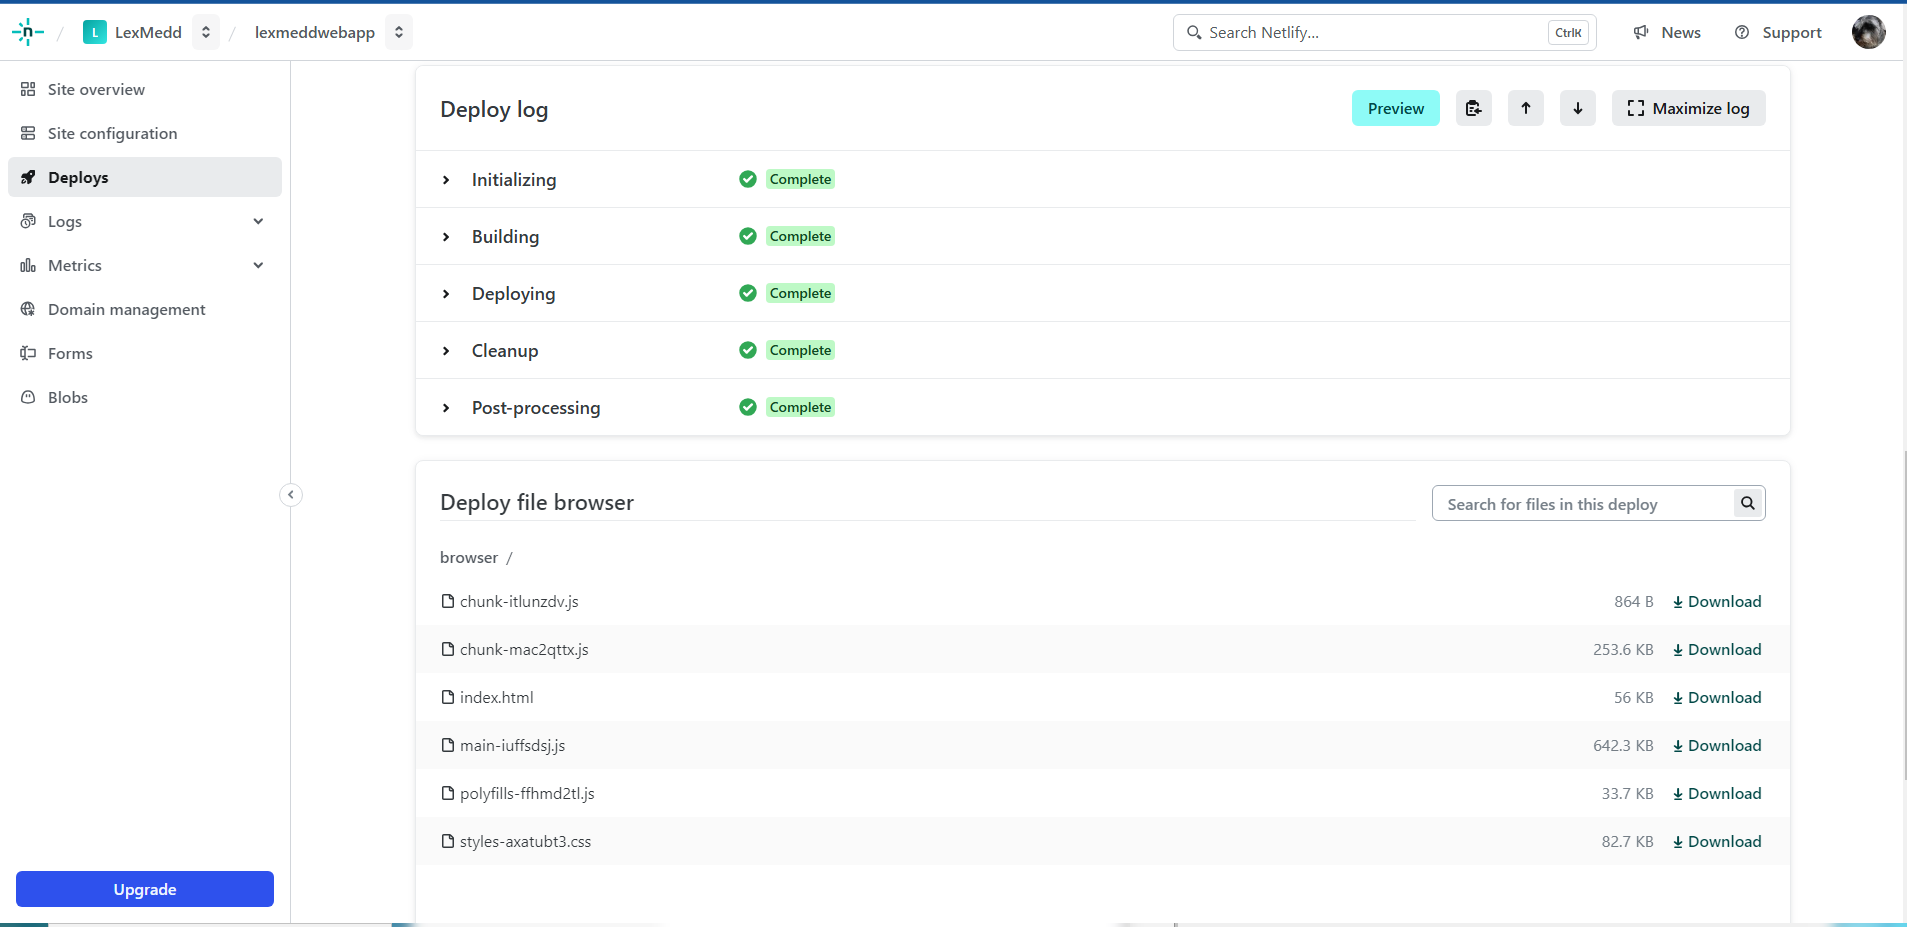 n / L LexMedd / lexmeddwebapp
Search Netlify... CtrlK
News
Support
Site overview
Site configuration
Deploys
Logs
Metrics
Domain management
Forms
Blobs
Upgrade
Deploy log
Preview
Maximize log
Initializing Complete
Building Complete
Deploying Complete
Cleanup Complete
Post-processing Complete
Deploy file browser
Search for files in this deploy
browser /
chunk-itlunzdv.js 864 B Download
chunk-mac2qttx.js 253.6 KB Download
index.html 56 KB Download
main-iuffsdsj.js 642.3 KB Download
polyfills-ffhmd2tl.js 33.7 KB Download
styles-axatubt3.css 82.7 KB Download